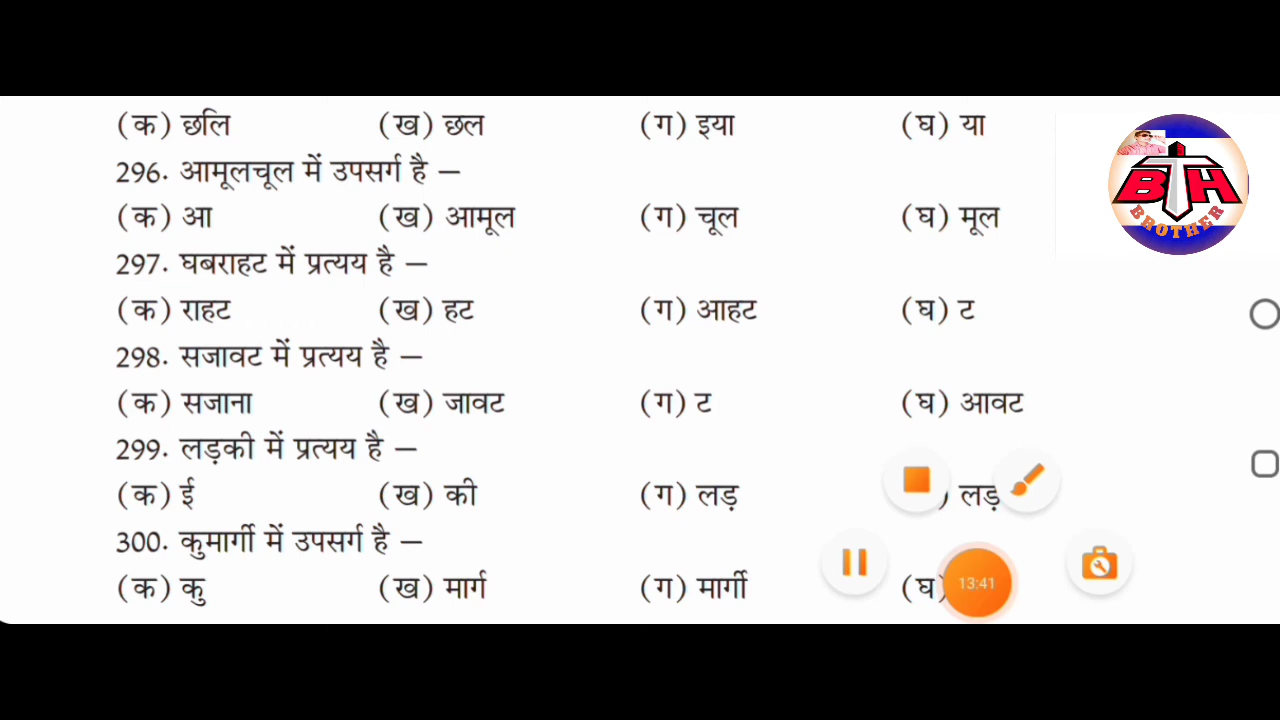 (क) छलि (ख) छल (ग) इया (घ) या
296. आमूलचूल में उपसर्ग है –
(क) आ (ख) आमूल (ग) चूल (घ) मूल
297. घबराहट में प्रत्यय है –
(क) राहट (ख) हट (ग) आहट (घ) ट
298. सजावट में प्रत्यय है –
(क) सजाना (ख) जावट (ग) ट (घ) आवट
299. लड़की में प्रत्यय है –
(क) ई (ख) की (ग) लड़ ) लड़
300. कुमार्गी में उपसर्ग है –
(क) कु (ख) मार्ग (ग) मार्गी (घ)
13:41
BTH
BROTHER